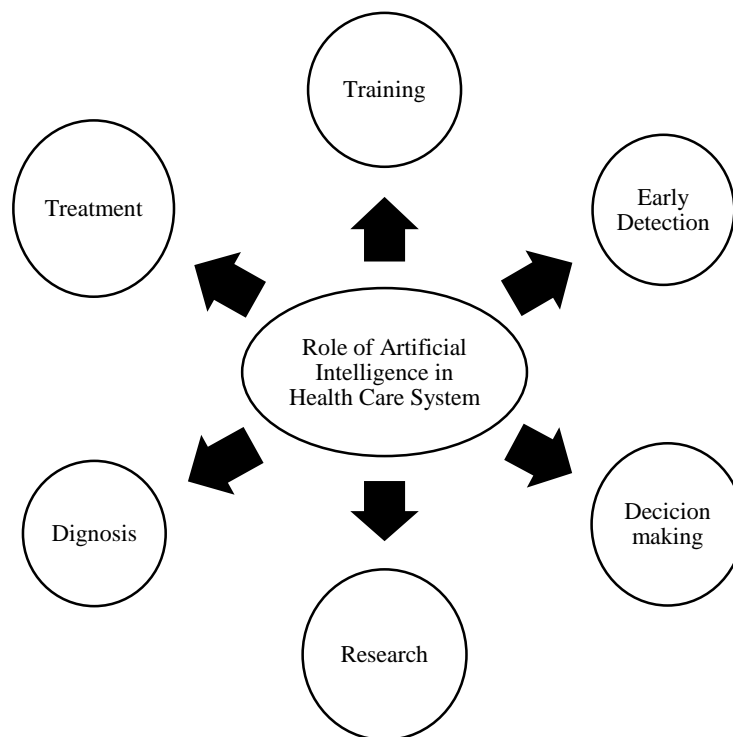 Training
Treatment
Early
Detection
Role of Artificial
Intelligence in
Health Care System
Dignosis
Decicion
making
Research